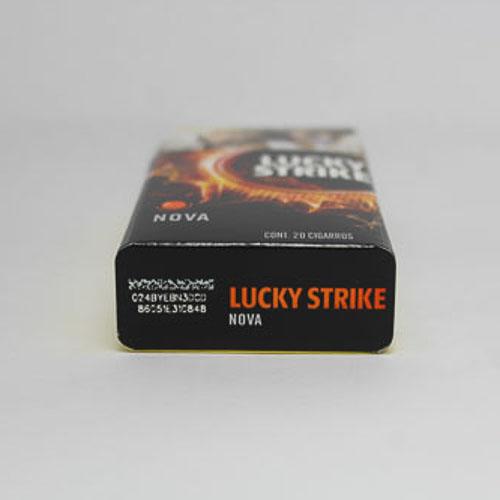 LUCKY
STRIKE
NOVA
CONT. 20 CIGARROS
LUCKY STRIKE
NOVA